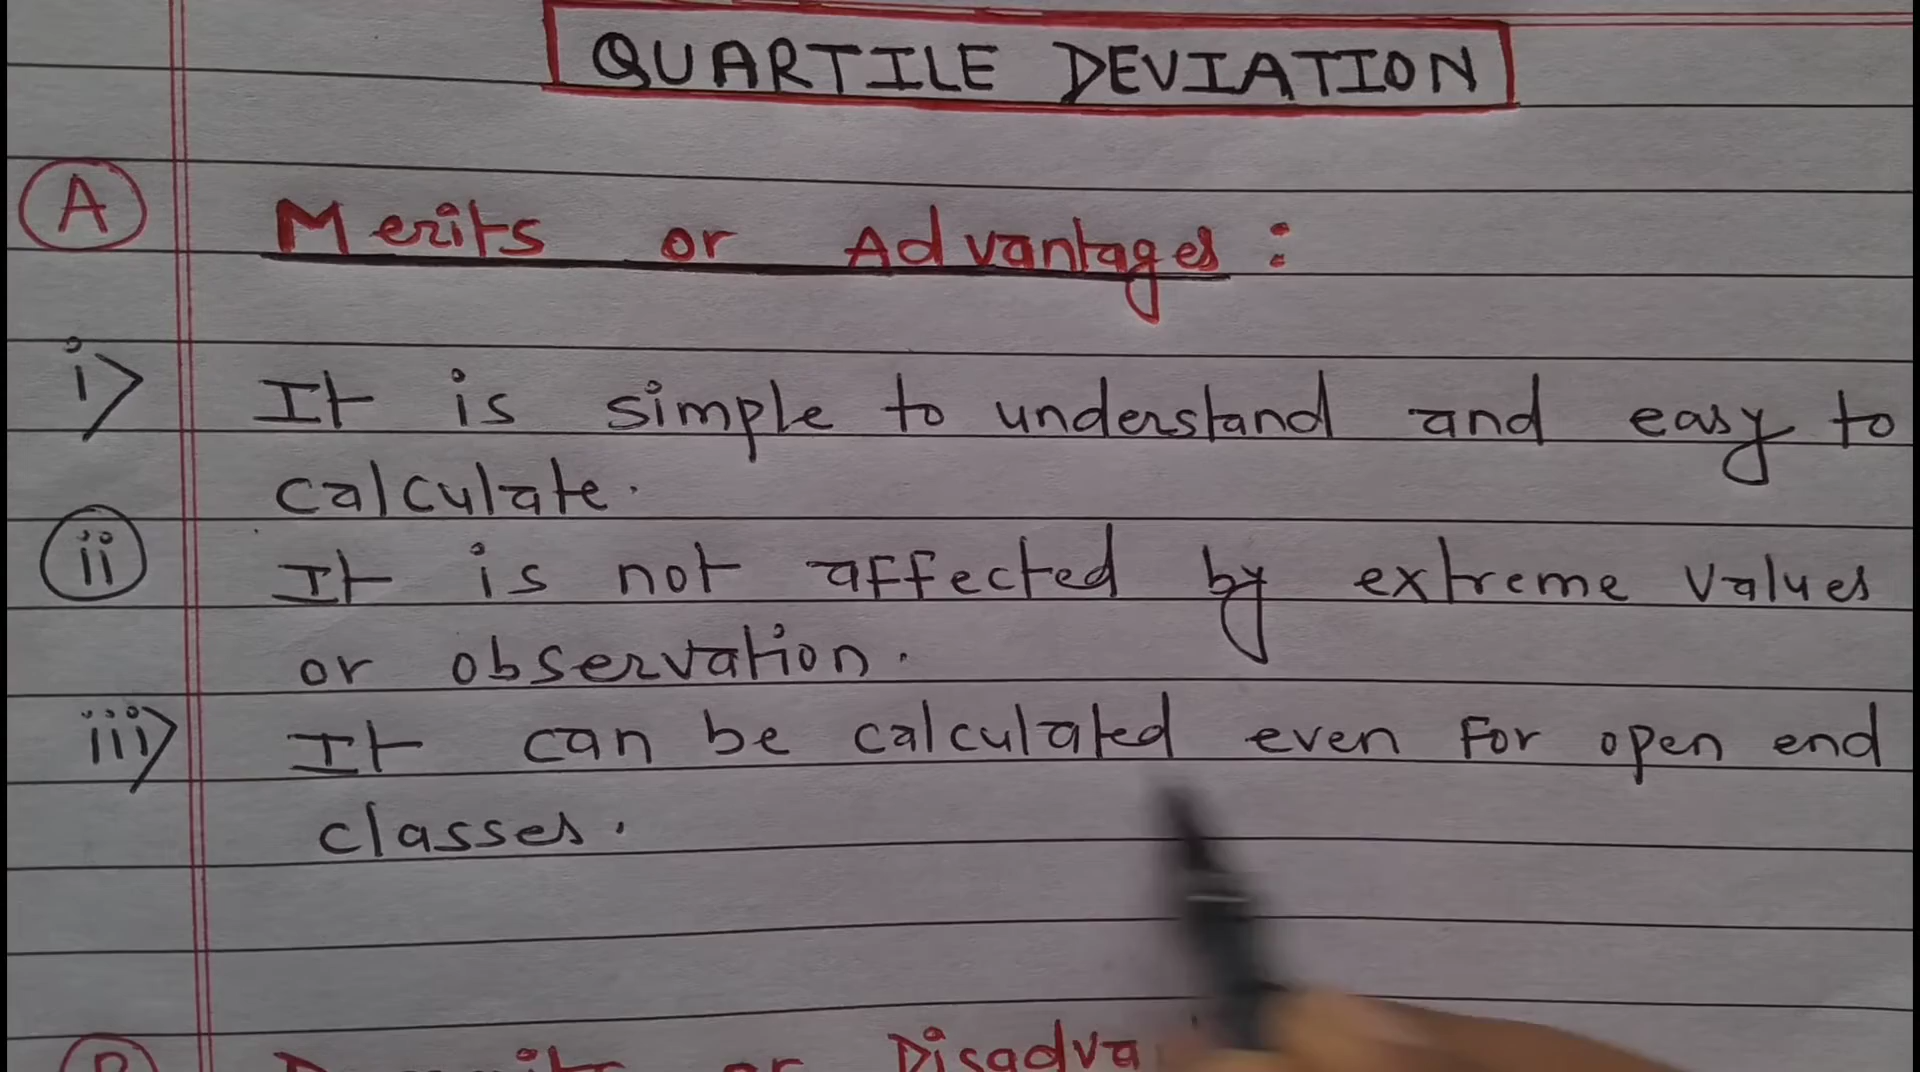 QUARTILE DEVIATION
A Merits or Advantages :
i) It is simple to understand and easy to
calculate.
ii It is not affected by extreme values
or observation.
iii) It can be calculated even for open end
classes.
or